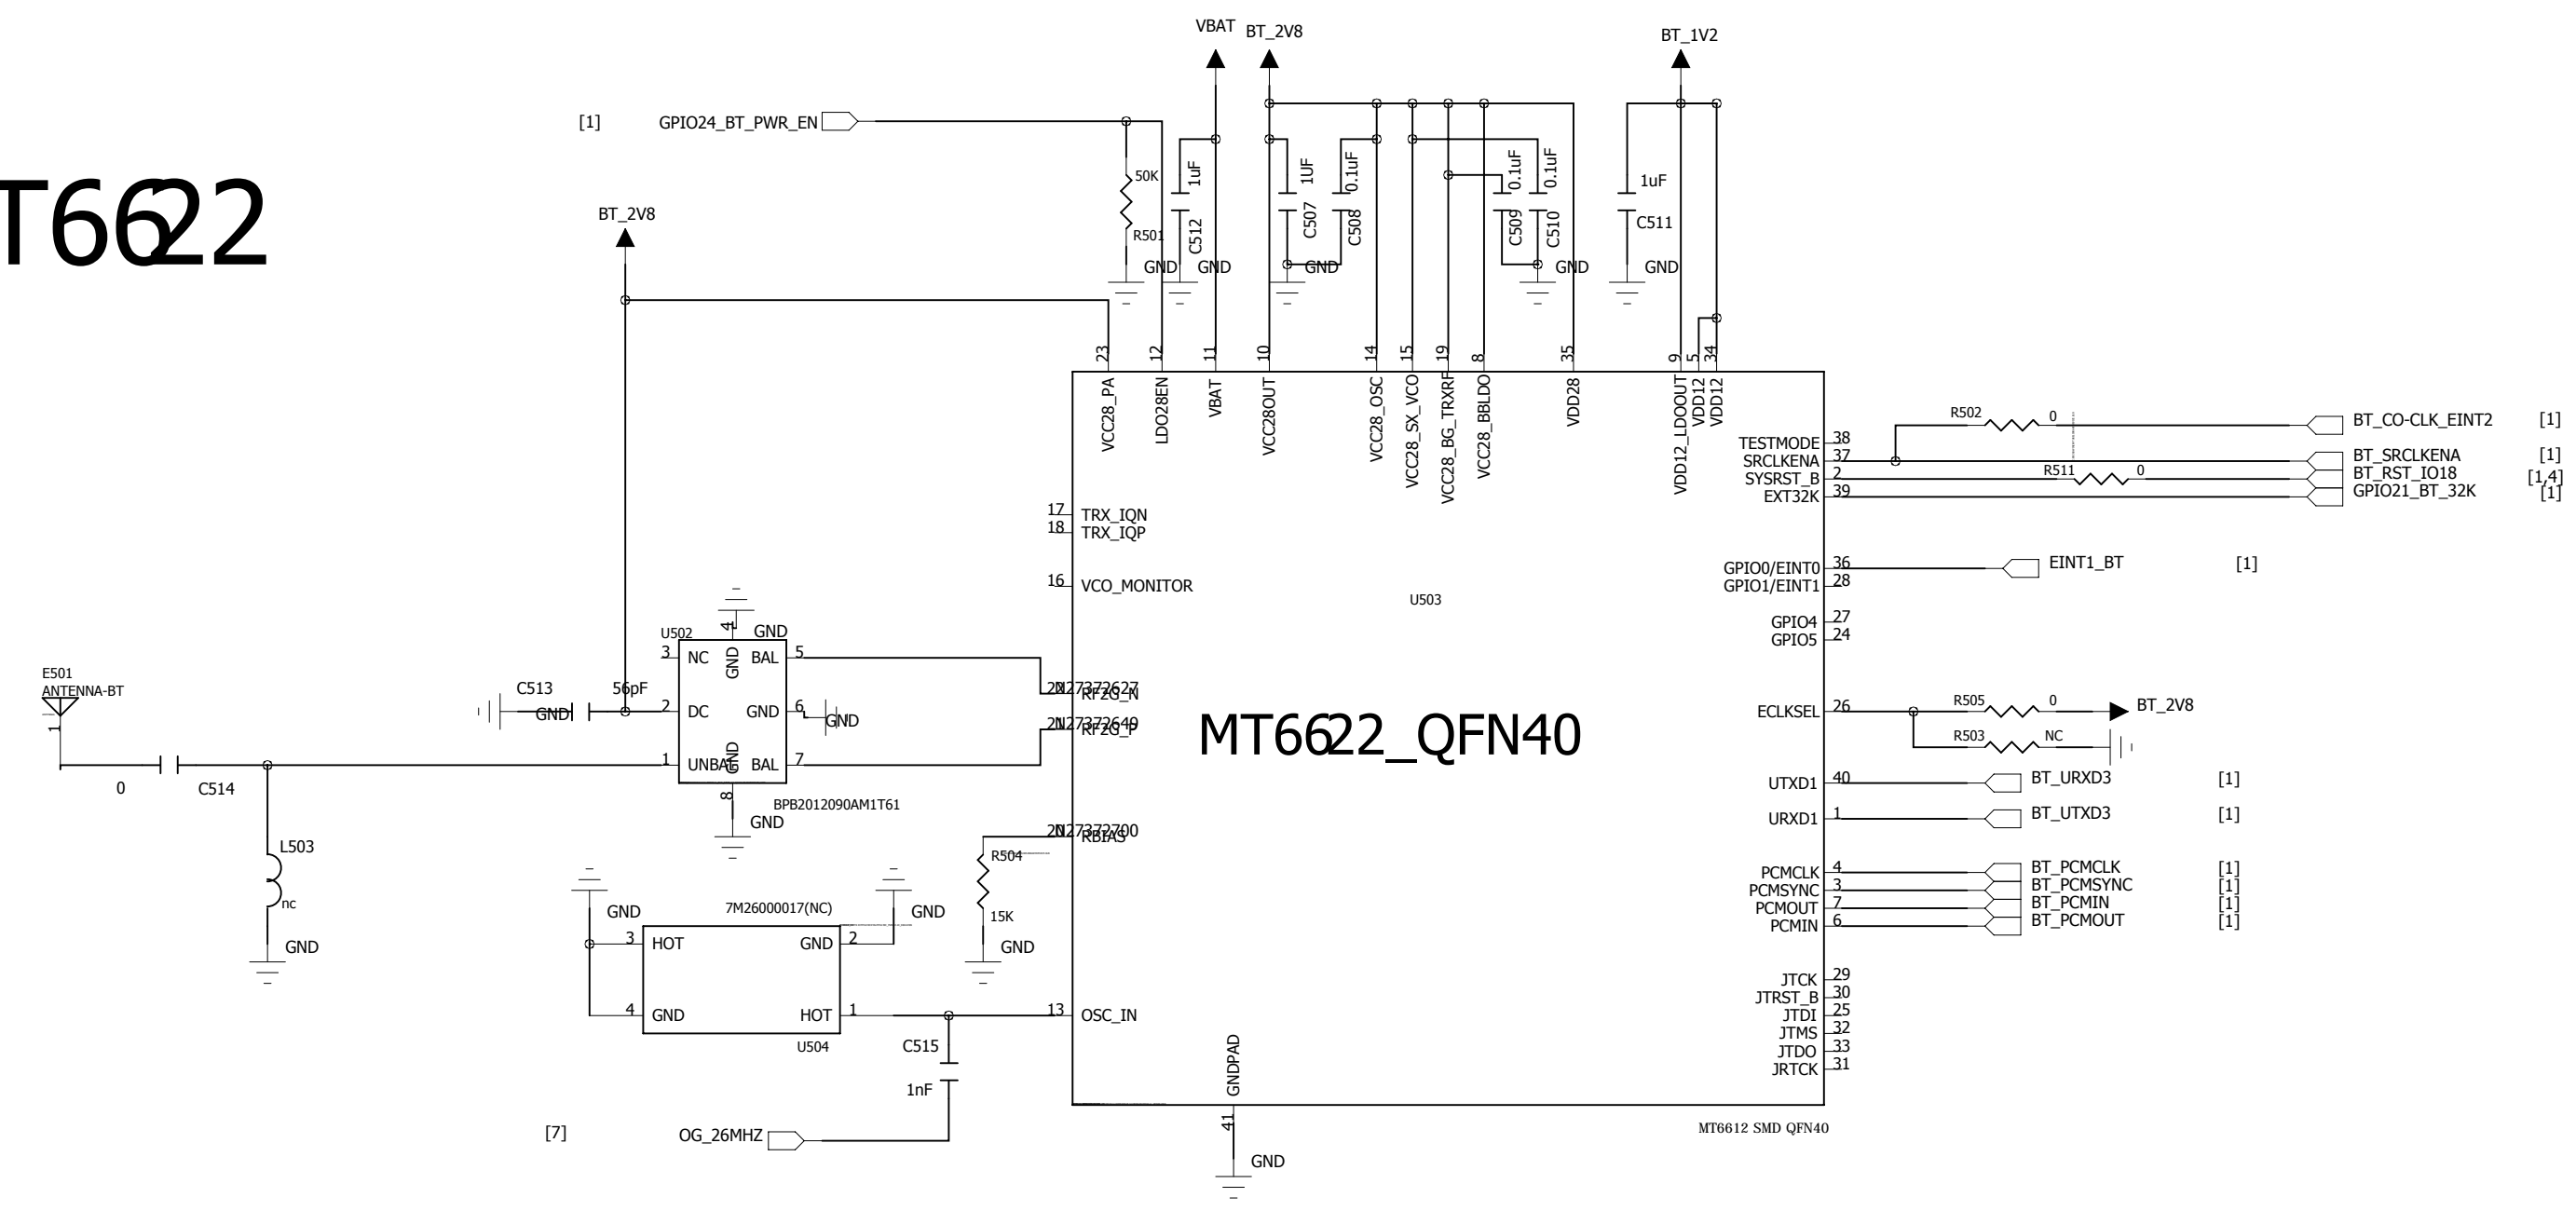 VBAT BT_2V8 BT_1V2
[1] GPIO24_BT_PWR_EN
T6622
BT_2V8
50K
R501
GND
1uF
C512
GND
1UF
C507
0.1uF
C508
GND
0.1uF
C509
0.1uF
C510
GND
1uF
C511
GND
23 12 11 10 14 15 19 8 35 9 5 34
VCC28_PA
LDO28EN
VBAT
VCC28OUT
VCC28_OSC
VCC28_SX_VCO
VCC28_BG_TRXRF
VCC28_BBLDO
VDD28
VDD12_LDOOUT
VDD12
VDD12
R502 0 BT_CO-CLK_EINT2 [1]
TESTMODE 38
SRCLKENA 37 BT_SRCLKENA [1]
SYSRST_B 2 R511 0 BT_RST_IO18 [1,4]
EXT32K 39 GPIO21_BT_32K [1]
17 TRX_IQN
18 TRX_IQP
16 VCO_MONITOR
U503
GPIO0/EINT0 36 EINT1_BT [1]
GPIO1/EINT1 28
GPIO4 27
GPIO5 24
E501
ANTENNA-BT
1
0 C514
L503
nc
GND
C513 56pF
GND
U502
4 GND
3 NC GND BAL 5
2 DC GND 6 GND
1 UNBAL GND BAL 7
8
GND
BPB2012090AM1T61
N27372627
RF2G_N
N27372649
RF2G_P
20 N27372700
RBIAS
R504
15K
GND
MT6622_QFN40
ECLKSEL 26 R505 0 BT_2V8
R503 NC
UTXD1 40 BT_URXD3 [1]
URXD1 1 BT_UTXD3 [1]
PCMCLK 4 BT_PCMCLK [1]
PCMSYNC 3 BT_PCMSYNC [1]
PCMOUT 7 BT_PCMIN [1]
PCMIN 6 BT_PCMOUT [1]
GND 7M26000017(NC) GND
3 HOT GND 2
4 GND HOT 1
U504
13 OSC_IN
C515
1nF
[7] OG_26MHZ
JTCK 29
JTRST_B 30
JTDI 25
JTMS 32
JTDO 33
JRTCK 31
GNDPAD
41
GND
MT6612 SMD QFN40